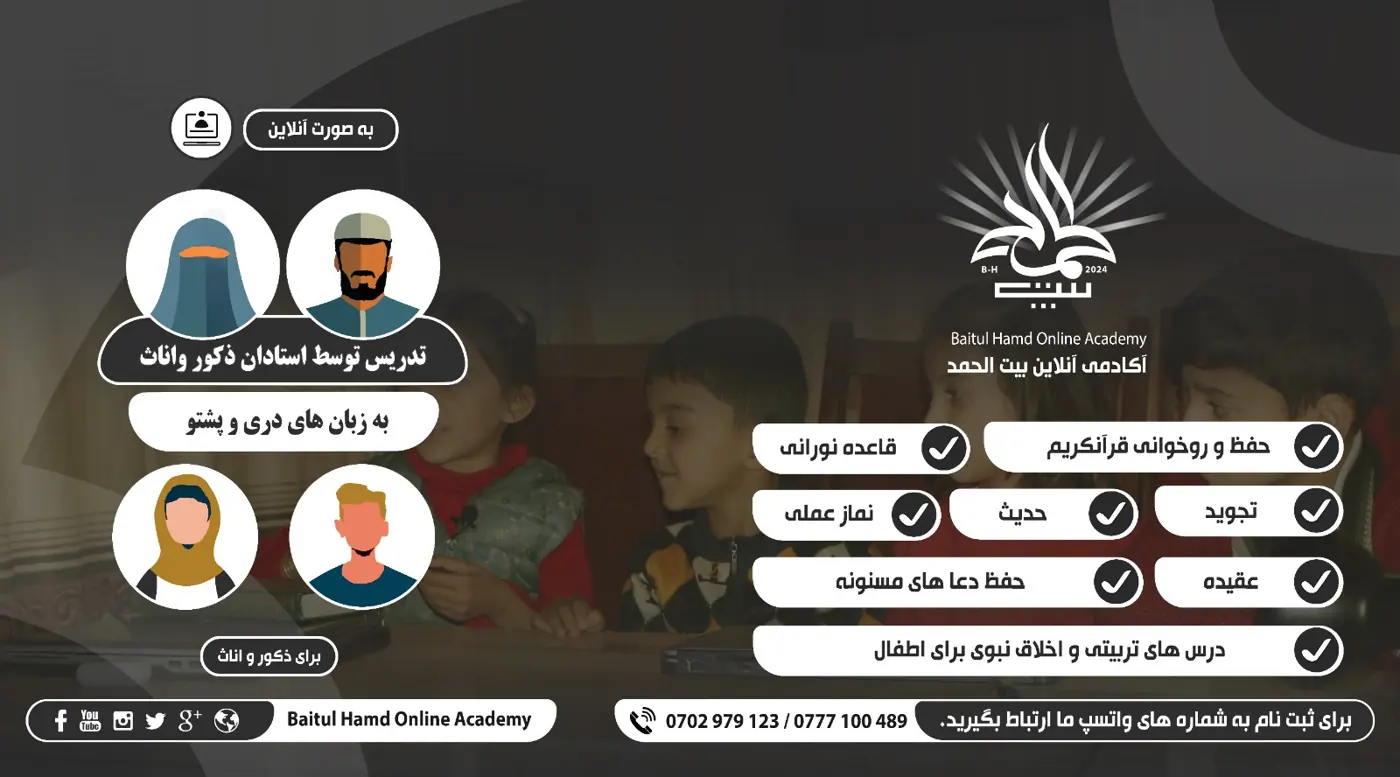 به صورت آنلاین
B-H
2024
Baitul Hamd Online Academy
آکادمی آنلاین بیت الحمد
تدریس توسط استادان ذکور واناث
به زبان های دری و پشتو
برای ذکور و اناث
حفظ و روخوانی قرآنکریم
قاعده نورانی
تجوید
حدیث
نماز عملی
عقیده
حفظ دعا های مسنونه
درس های تربیتی و اخلاق نبوی برای اطفال
برای ثبت نام به شماره های واتسپ ما ارتباط بگیرید.
0702 979 123 / 0777 100 489
Baitul Hamd Online Academy
You Tube
g+